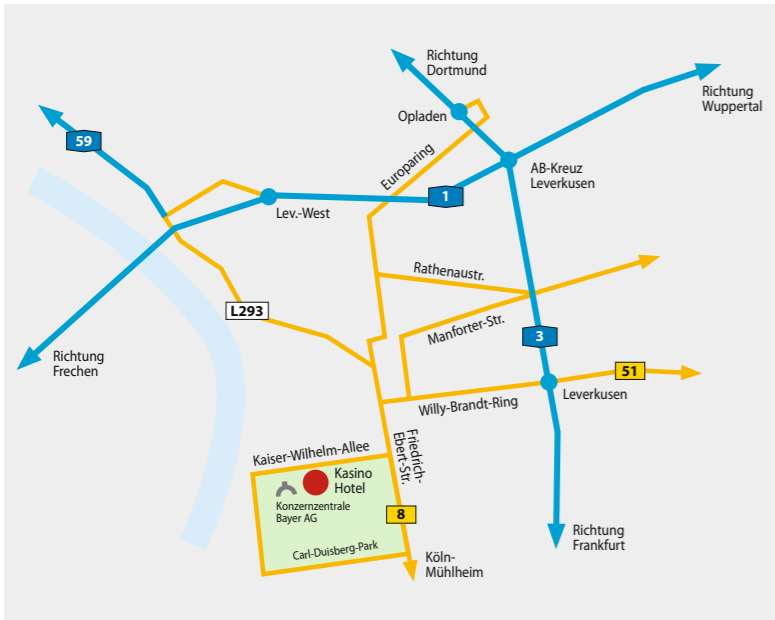 Richtung
Dortmund
Richtung
Wuppertal
Opladen
59
Europaring
AB-Kreuz
Leverkusen
1
Lev.-West
Rathenaustr.
L293
Manforter-Str.
3
Richtung
Frechen
51
Leverkusen
Willy-Brandt-Ring
Friedrich-
Ebert-Str.
Kaiser-Wilhelm-Allee
Kasino
Hotel
Konzernzentrale
Bayer AG
8
Richtung
Frankfurt
Carl-Duisberg-Park
Köln-
Mühlheim